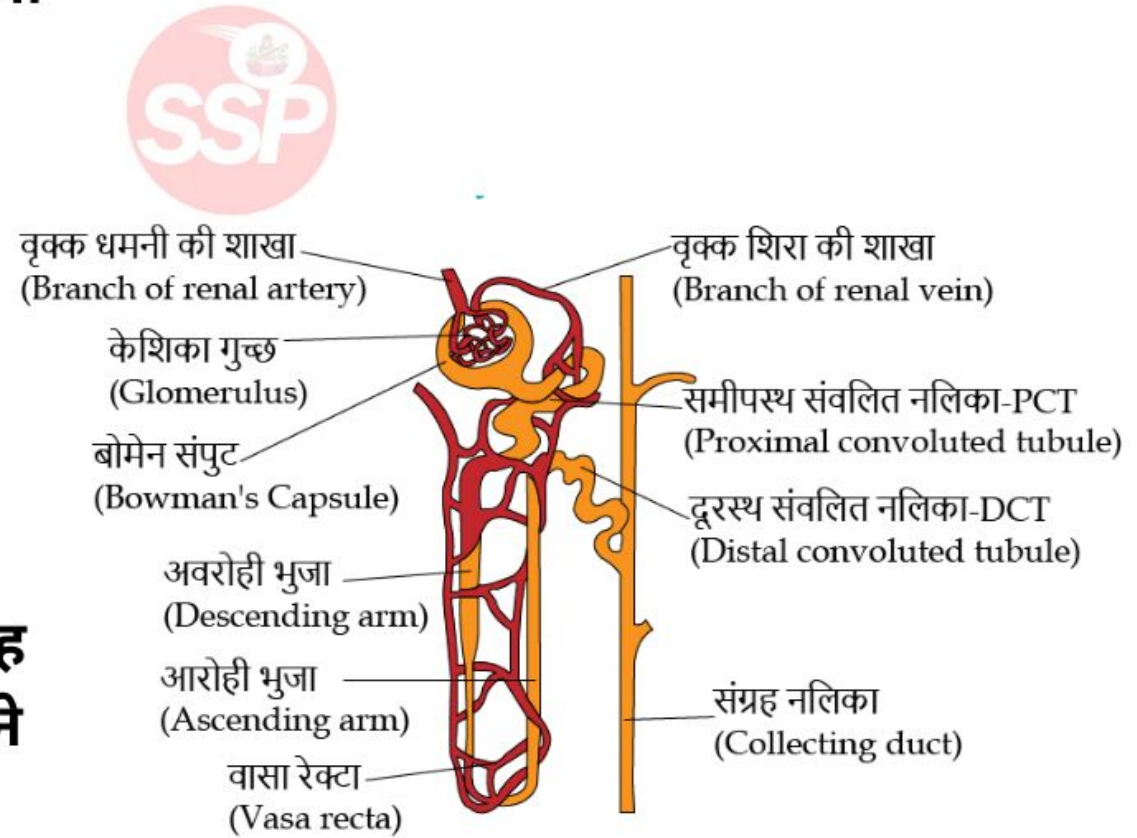 SSP
वृक्क धमनी की शाखा
(Branch of renal artery)
वृक्क शिरा की शाखा
(Branch of renal vein)
केशिका गुच्छ
(Glomerulus)
समीपस्थ संवलित नलिका-PCT
(Proximal convoluted tubule)
बोमेन संपुट
(Bowman's Capsule)
दूरस्थ संवलित नलिका-DCT
(Distal convoluted tubule)
अवरोही भुजा
(Descending arm)
आरोही भुजा
(Ascending arm)
संग्रह नलिका
(Collecting duct)
वासा रेक्टा
(Vasa recta)